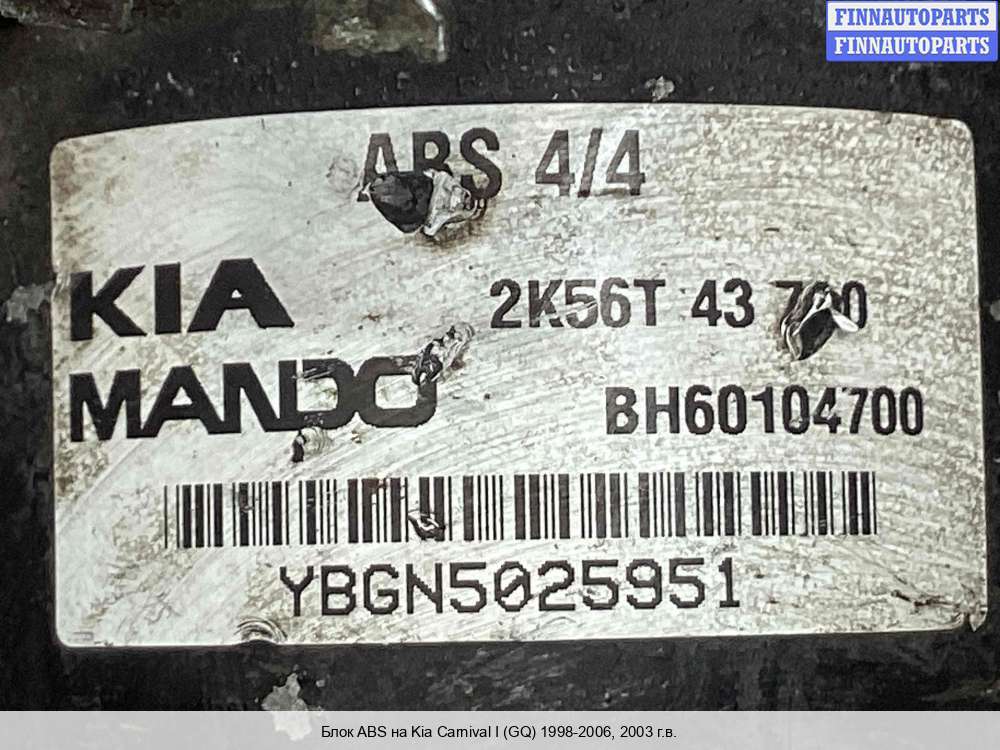 FINNAUTOPARTS
FINNAUTOPARTS
ABS 4/4
KIA 2K56T 43 700
MANDO BH60104700
YBGN5025951
Блок ABS на Kia Carnival I (GQ) 1998-2006, 2003 г.в.